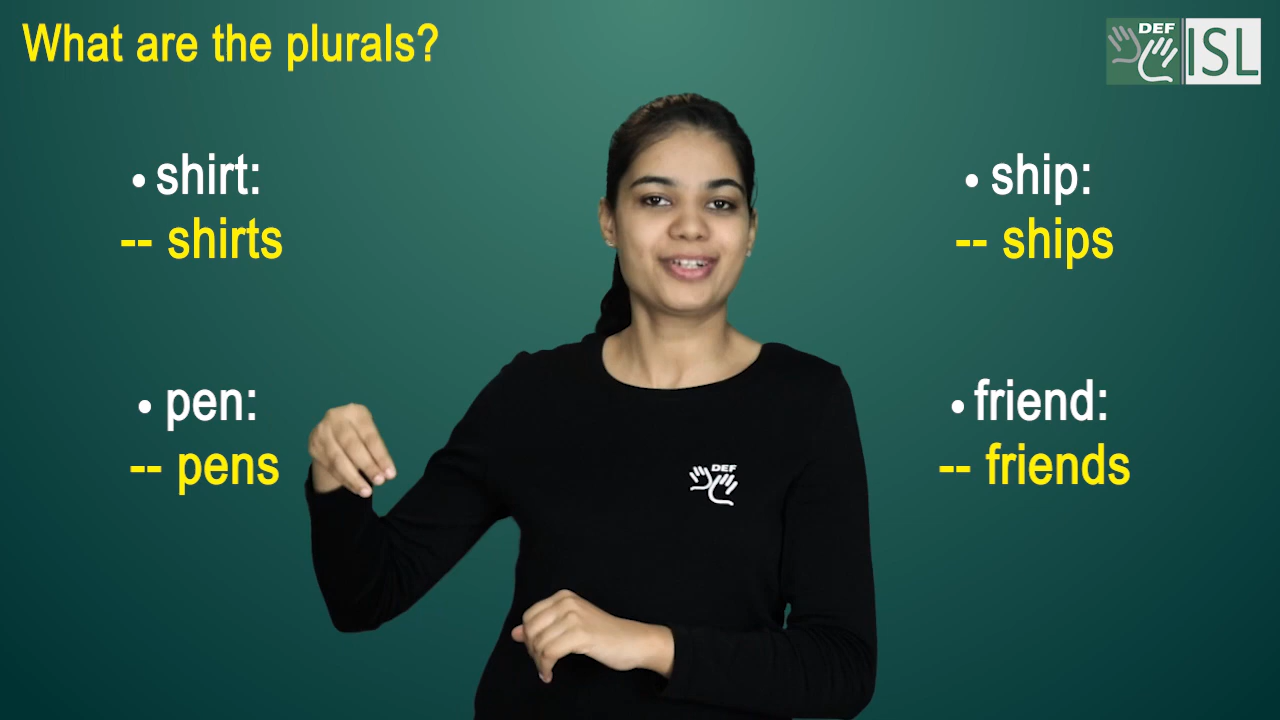 What are the plurals?
DEF
ISL
• shirt:
-- shirts
• ship:
-- ships
• pen:
-- pens
• friend:
-- friends
DEF